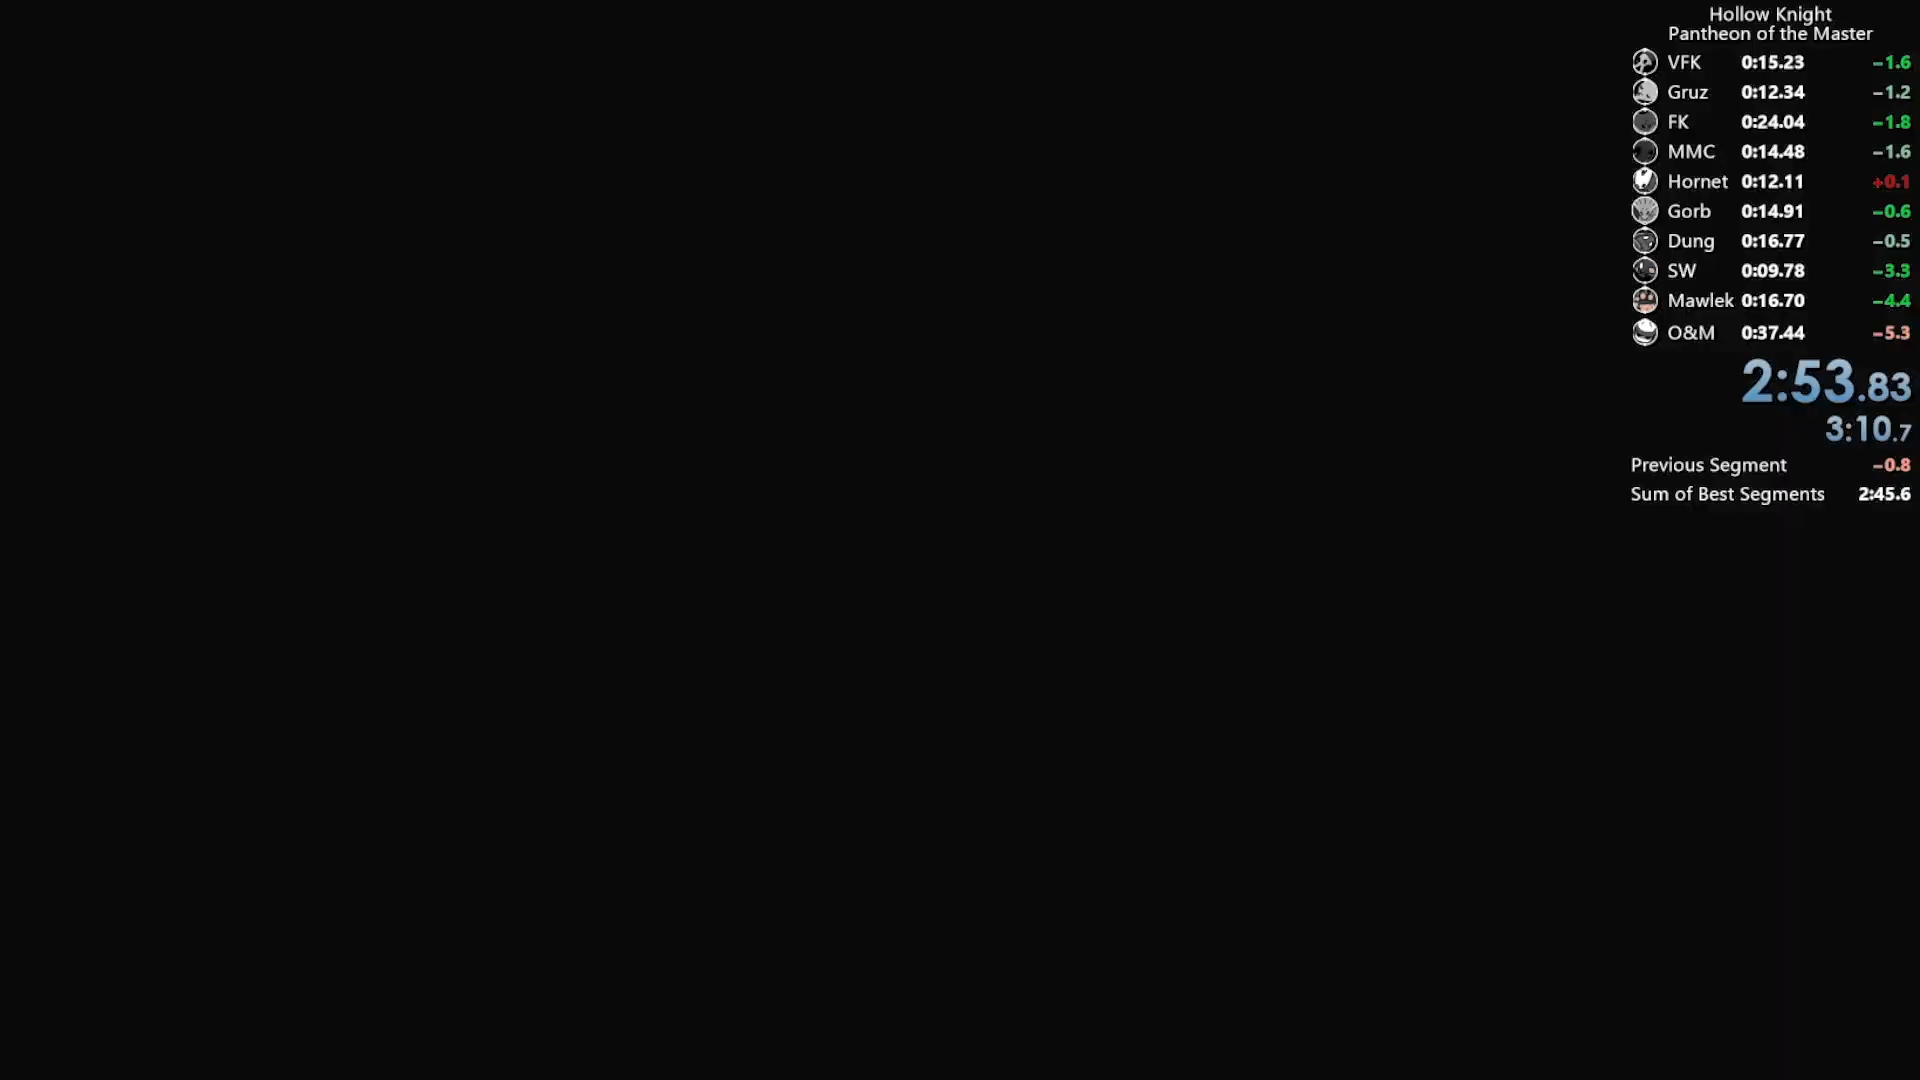 Hollow Knight
Pantheon of the Master
VFK 0:15.23 −1.6
Gruz 0:12.34 −1.2
FK 0:24.04 −1.8
MMC 0:14.48 −1.6
Hornet 0:12.11 +0.1
Gorb 0:14.91 −0.6
Dung 0:16.77 −0.5
SW 0:09.78 −3.3
Mawlek 0:16.70 −4.4
O&M 0:37.44 −5.3
2:53.83
3:10.7
Previous Segment −0.8
Sum of Best Segments 2:45.6